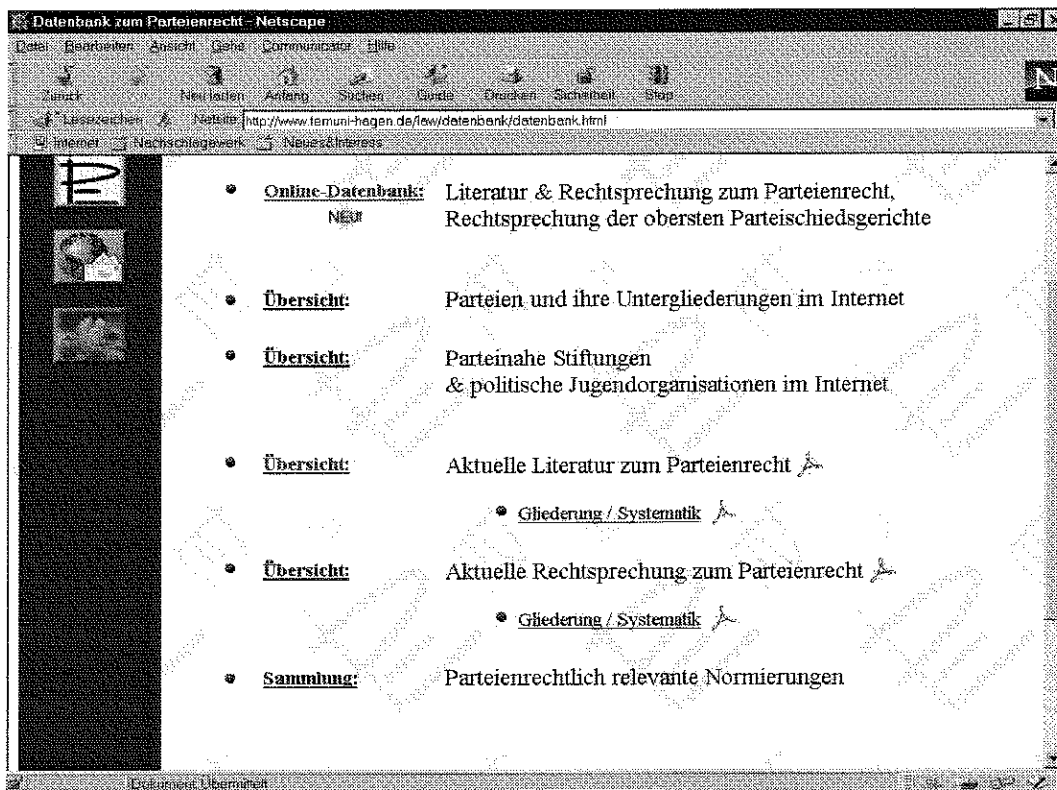 Datenbank zum Parteienrecht - Netscape
Datei Bearbeiten Ansicht Gehe Communicator Hilfe
Zurück Neu laden Anfang Suchen Guide Drucken Sicherheit Stop
Lesezeichen Netsite: http://www.fernuni-hagen.de/law/datenbank/datenbank.html
Internet Nachschlagewerk Neues&Interess
Online-Datenbank: Literatur & Rechtsprechung zum Parteienrecht,
NEU! Rechtsprechung der obersten Parteischiedsgerichte
Übersicht: Parteien und ihre Untergliederungen im Internet
Übersicht: Parteinahe Stiftungen
& politische Jugendorganisationen im Internet
Übersicht: Aktuelle Literatur zum Parteienrecht
Gliederung / Systematik
Übersicht: Aktuelle Rechtsprechung zum Parteienrecht
Gliederung / Systematik
Sammlung: Parteienrechtlich relevante Normierungen
Dokument Übermittelt